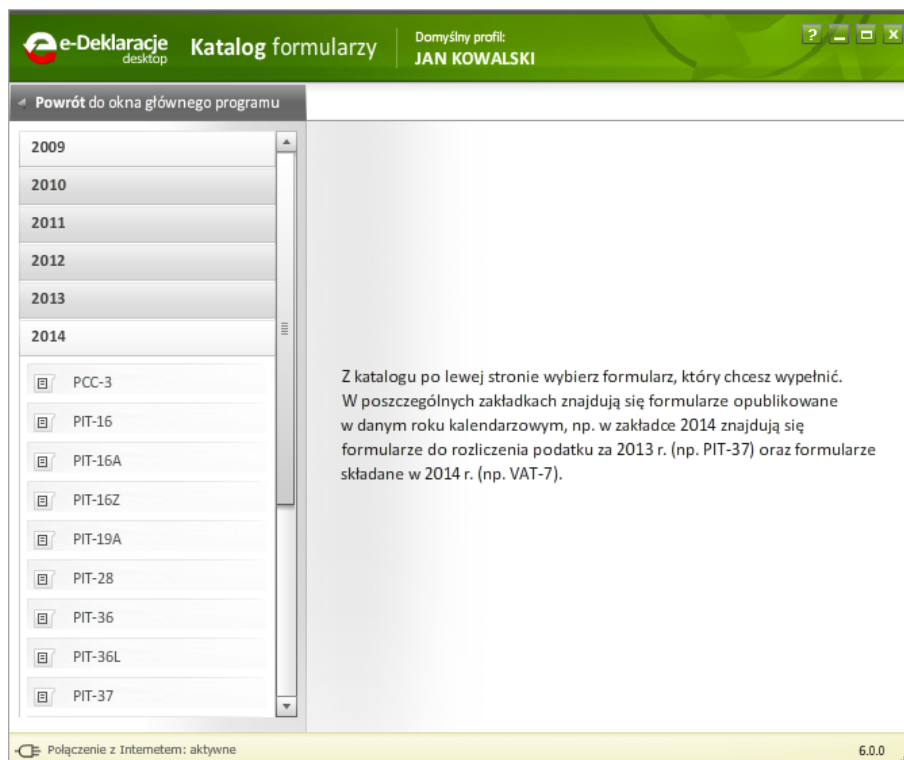 e-Deklaracje
desktop
Katalog formularzy
Domyślny profil:
JAN KOWALSKI
?
Powrót do okna głównego programu
2009
2010
2011
2012
2013
2014
PCC-3
PIT-16
PIT-16A
PIT-16Z
PIT-19A
PIT-28
PIT-36
PIT-36L
PIT-37
Z katalogu po lewej stronie wybierz formularz, który chcesz wypełnić.
W poszczególnych zakładkach znajdują się formularze opublikowane
w danym roku kalendarzowym, np. w zakładce 2014 znajdują się
formularze do rozliczenia podatku za 2013 r. (np. PIT-37) oraz formularze
składane w 2014 r. (np. VAT-7).
Połączenie z Internetem: aktywne
6.0.0